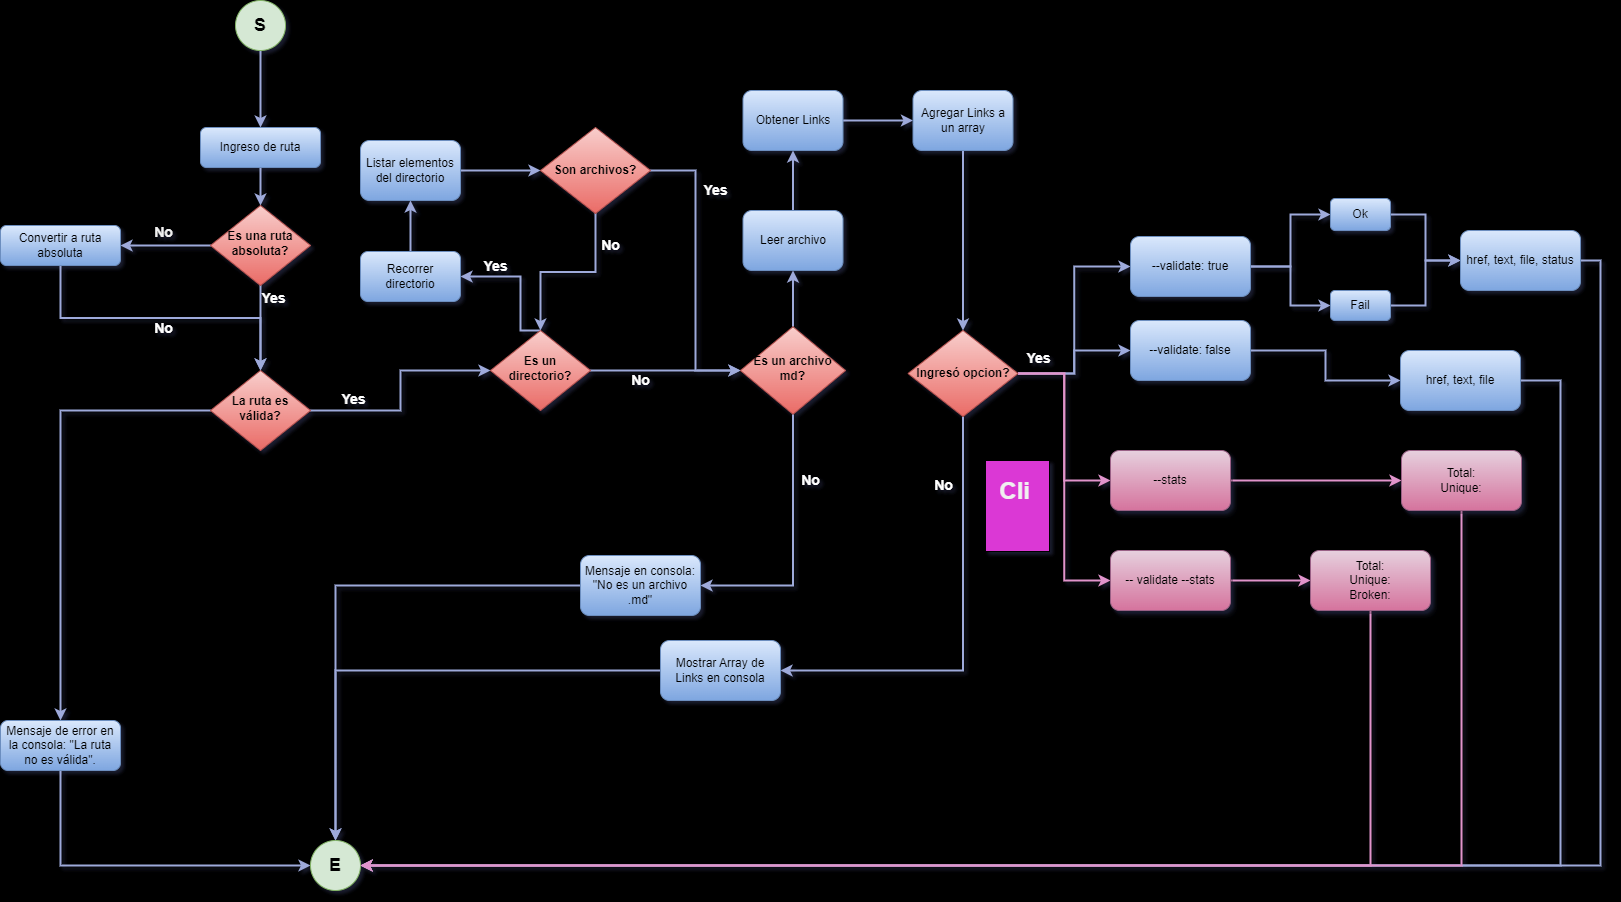 S
Ingreso de ruta
Es una ruta
absoluta?
No
Convertir a ruta
absoluta
Yes
No
La ruta es
válida?
Yes
Listar elementos
del directorio
Son archivos?
Yes
No
Recorrer
directorio
Yes
Es un
directorio?
No
Obtener Links
Agregar Links a
un array
Leer archivo
Es un archivo
md?
No
Ingresó opcion?
Yes
No
--validate: true
Ok
Fail
href, text, file, status
--validate: false
href, text, file
Cli
--stats
Total:
Unique:
-- validate --stats
Total:
Unique:
Broken:
Mensaje en consola:
"No es un archivo
.md"
Mostrar Array de
Links en consola
Mensaje de error en
la consola: "La ruta
no es válida".
E